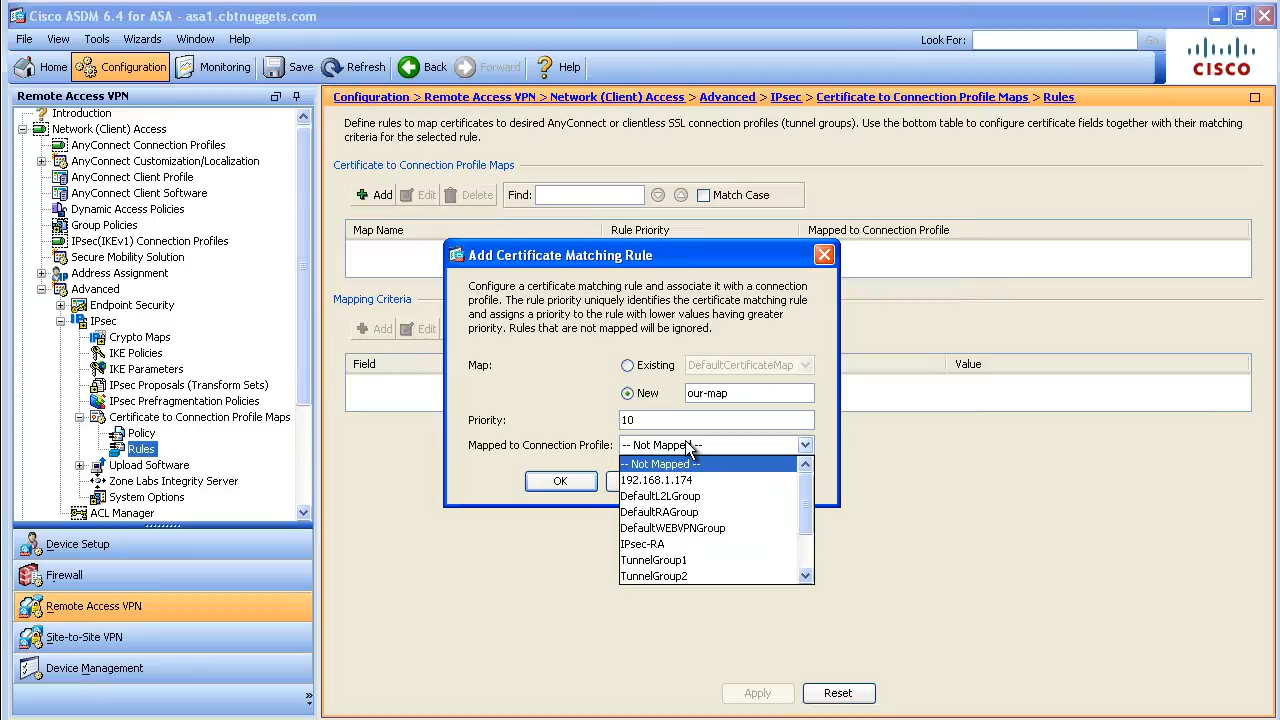 Cisco ASDM 6.4 for ASA - asa1.cbtnuggets.com
File View Tools Wizards Window Help
Look For: Go
Home Configuration Monitoring Save Refresh Back Forward Help
CISCO
Remote Access VPN
Introduction
Network (Client) Access
AnyConnect Connection Profiles
AnyConnect Customization/Localization
AnyConnect Client Profile
AnyConnect Client Software
Dynamic Access Policies
Group Policies
IPsec(IKEv1) Connection Profiles
Secure Mobility Solution
Address Assignment
Advanced
Endpoint Security
IPsec
Crypto Maps
IKE Policies
IKE Parameters
IPsec Proposals (Transform Sets)
IPsec Prefragmentation Policies
Certificate to Connection Profile Maps
Policy
Rules
Upload Software
Zone Labs Integrity Server
System Options
ACL Manager
Device Setup
Firewall
Remote Access VPN
Site-to-Site VPN
Device Management
Configuration > Remote Access VPN > Network (Client) Access > Advanced > IPsec > Certificate to Connection Profile Maps > Rules
Define rules to map certificates to desired AnyConnect or clientless SSL connection profiles (tunnel groups). Use the bottom table to configure certificate fields together with their matching
criteria for the selected rule.
Certificate to Connection Profile Maps
Add Edit Delete Find: Match Case
Map Name Rule Priority Mapped to Connection Profile
Mapping Criteria
Add Edit
Field Value
Add Certificate Matching Rule
Configure a certificate matching rule and associate it with a connection
profile. The rule priority uniquely identifies the certificate matching rule
and assigns a priority to the rule with lower values having greater
priority. Rules that are not mapped will be ignored.
Map: Existing DefaultCertificateMap
New our-map
Priority: 10
Mapped to Connection Profile: -- Not Mapped --
OK
-- Not Mapped --
192.168.1.174
DefaultL2LGroup
DefaultRAGroup
DefaultWEBVPNGroup
IPsec-RA
TunnelGroup1
TunnelGroup2
Apply Reset